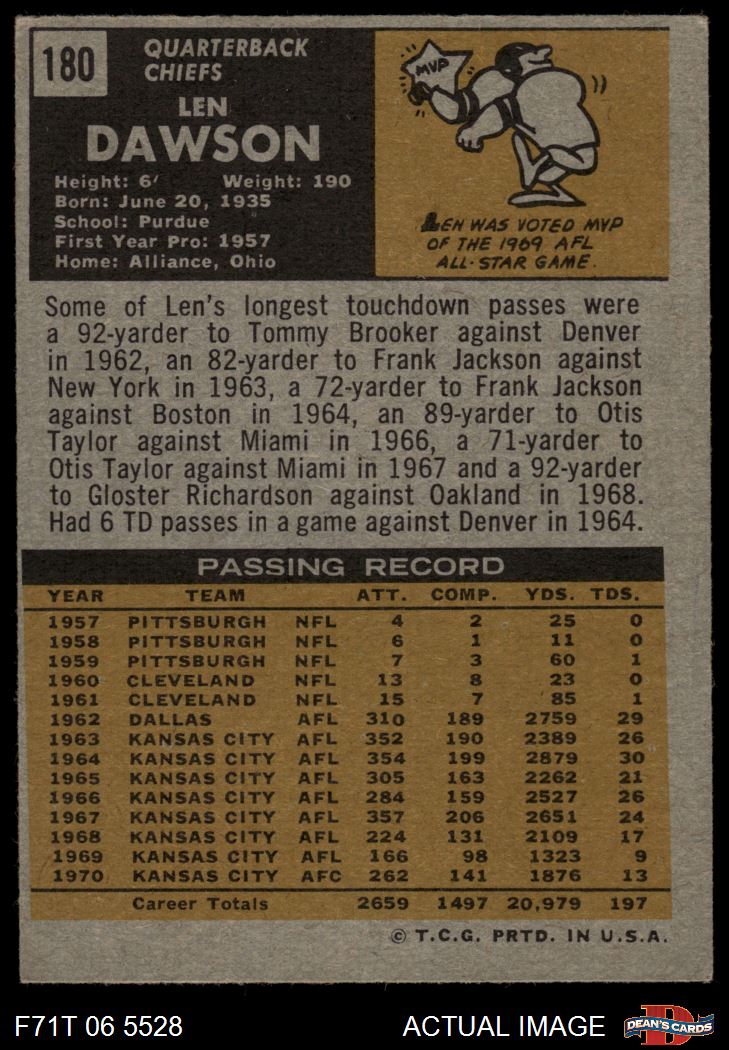 180
QUARTERBACK
CHIEFS
LEN
DAWSON
Height: 6' Weight: 190
Born: June 20, 1935
School: Purdue
First Year Pro: 1957
Home: Alliance, Ohio
MVP
LEN WAS VOTED MVP
OF THE 1969 AFL
ALL-STAR GAME.
Some of Len's longest touchdown passes were
a 92-yarder to Tommy Brooker against Denver
in 1962, an 82-yarder to Frank Jackson against
New York in 1963, a 72-yarder to Frank Jackson
against Boston in 1964, an 89-yarder to Otis
Taylor against Miami in 1966, a 71-yarder to
Otis Taylor against Miami in 1967 and a 92-yarder
to Gloster Richardson against Oakland in 1968.
Had 6 TD passes in a game against Denver in 1964.
PASSING RECORD
YEAR TEAM ATT. COMP. YDS. TDS.
1957 PITTSBURGH NFL 4 2 25 0
1958 PITTSBURGH NFL 6 1 11 0
1959 PITTSBURGH NFL 7 3 60 1
1960 CLEVELAND NFL 13 8 23 0
1961 CLEVELAND NFL 15 7 85 1
1962 DALLAS AFL 310 189 2759 29
1963 KANSAS CITY AFL 352 190 2389 26
1964 KANSAS CITY AFL 354 199 2879 30
1965 KANSAS CITY AFL 305 163 2262 21
1966 KANSAS CITY AFL 284 159 2527 26
1967 KANSAS CITY AFL 357 206 2651 24
1968 KANSAS CITY AFL 224 131 2109 17
1969 KANSAS CITY AFL 166 98 1323 9
1970 KANSAS CITY AFC 262 141 1876 13
Career Totals 2659 1497 20,979 197
© T.C.G. PRTD. IN U.S.A.
F71T 06 5528 ACTUAL IMAGE
D
DEAN'S CARDS